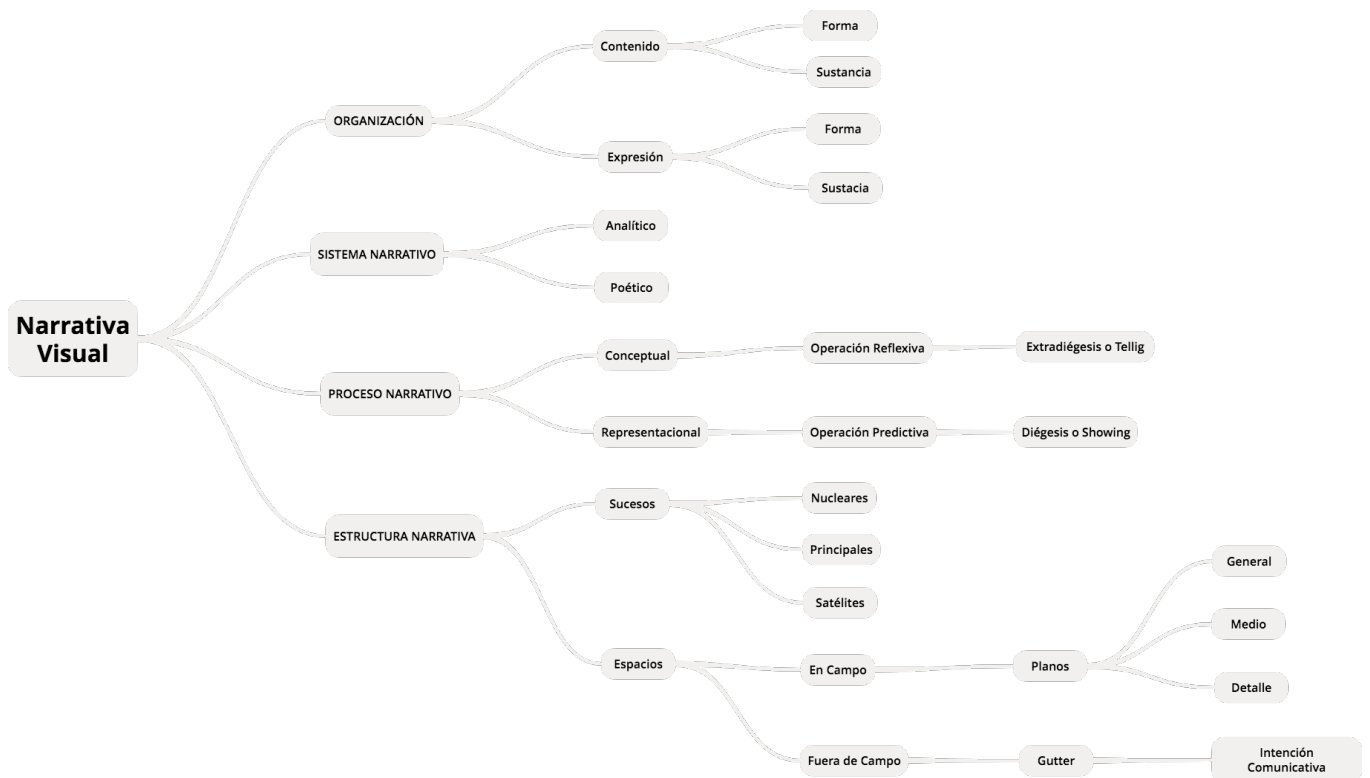 Narrativa
Visual
ORGANIZACIÓN
Contenido
Forma
Sustancia
Expresión
Forma
Sustacia
SISTEMA NARRATIVO
Analítico
Poético
PROCESO NARRATIVO
Conceptual
Operación Reflexiva
Extradiégesis o Tellig
Representacional
Operación Predictiva
Diégesis o Showing
ESTRUCTURA NARRATIVA
Sucesos
Nucleares
Principales
Satélites
Espacios
En Campo
Planos
General
Medio
Detalle
Fuera de Campo
Gutter
Intención
Comunicativa